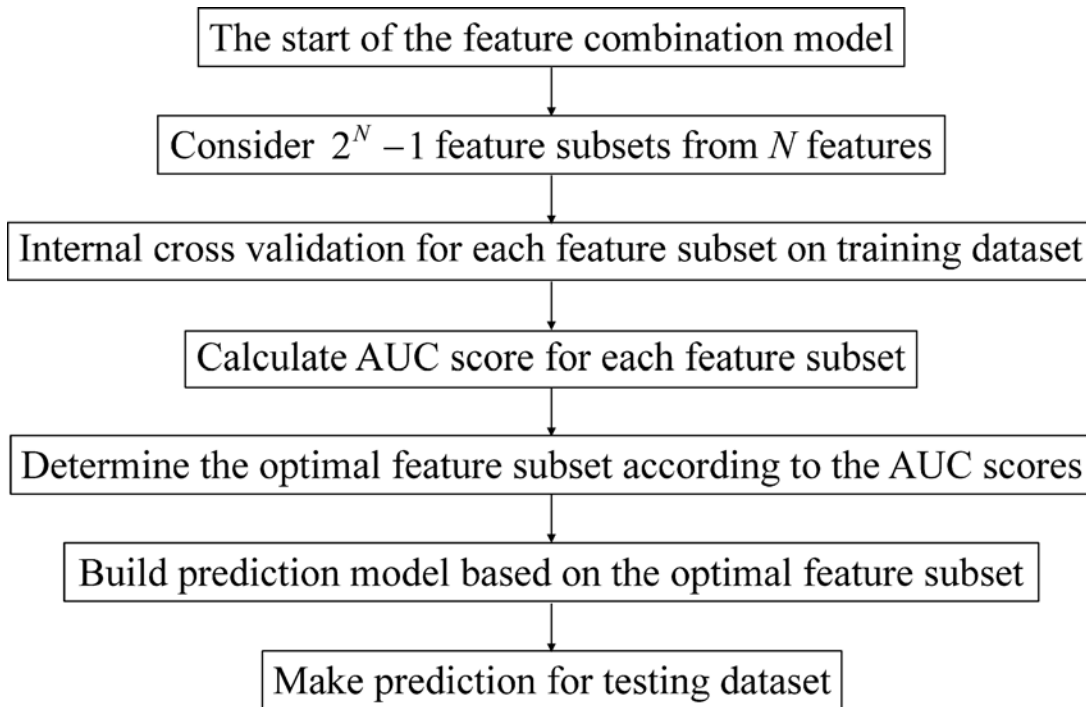 The start of the feature combination model
Consider 2^N −1 feature subsets from N features
Internal cross validation for each feature subset on training dataset
Calculate AUC score for each feature subset
Determine the optimal feature subset according to the AUC scores
Build prediction model based on the optimal feature subset
Make prediction for testing dataset